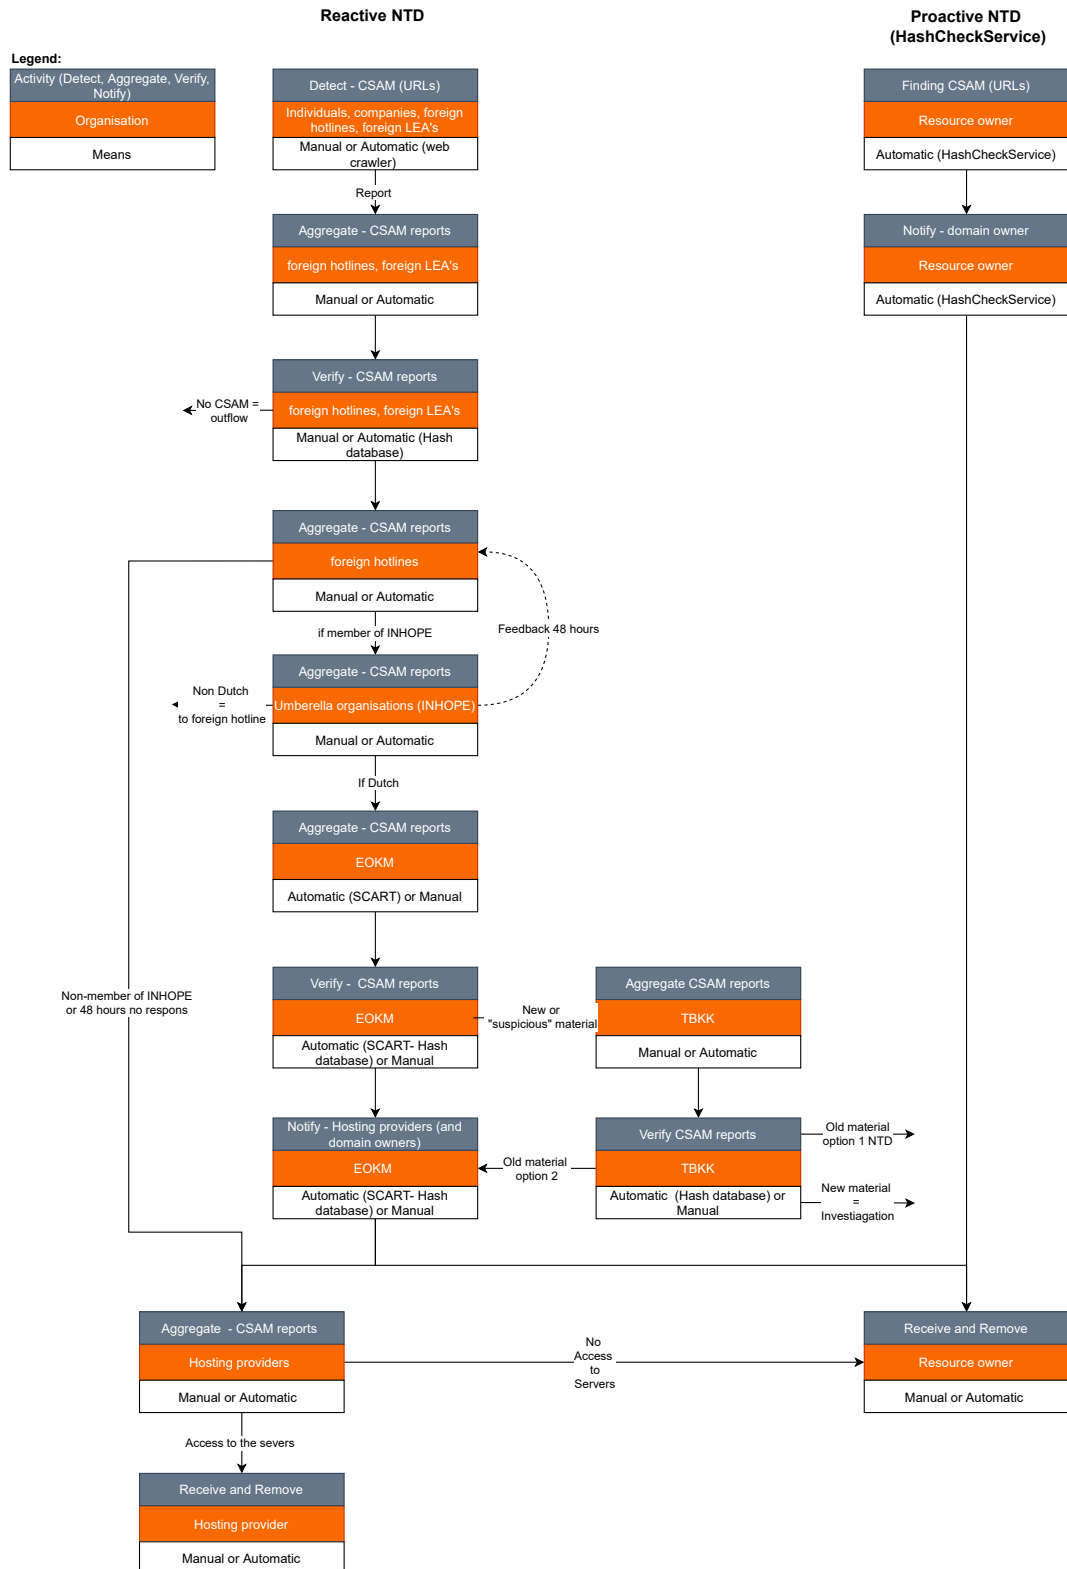 Reactive NTD
Proactive NTD
(HashCheckService)
Legend:
Activity (Detect, Aggregate, Verify,
Notify)
Organisation
Means
Detect - CSAM (URLs)
Individuals, companies, foreign
hotlines, foreign LEA's
Manual or Automatic (web
crawler)
Finding CSAM (URLs)
Resource owner
Automatic (HashCheckService)
Report
Aggregate - CSAM reports
foreign hotlines, foreign LEA's
Manual or Automatic
Notify - domain owner
Resource owner
Automatic (HashCheckService)
Verify - CSAM reports
foreign hotlines, foreign LEA's
Manual or Automatic (Hash
database)
No CSAM =
outflow
Aggregate - CSAM reports
foreign hotlines
Manual or Automatic
if member of INHOPE
Feedback 48 hours
Aggregate - CSAM reports
Umberella organisations (INHOPE)
Manual or Automatic
Non Dutch
=
to foreign hotline
If Dutch
Aggregate - CSAM reports
EOKM
Automatic (SCART) or Manual
Non-member of INHOPE
or 48 hours no respons
Verify - CSAM reports
EOKM
Automatic (SCART- Hash
database) or Manual
New or
"suspicious" material
Aggregate CSAM reports
TBKK
Manual or Automatic
Notify - Hosting providers (and
domain owners)
EOKM
Automatic (SCART- Hash
database) or Manual
Old material
option 2
Verify CSAM reports
TBKK
Automatic (Hash database) or
Manual
Old material
option 1 NTD
New material
=
Investiagation
Aggregate - CSAM reports
Hosting providers
Manual or Automatic
No
Access
to
Servers
Receive and Remove
Resource owner
Manual or Automatic
Access to the severs
Receive and Remove
Hosting provider
Manual or Automatic